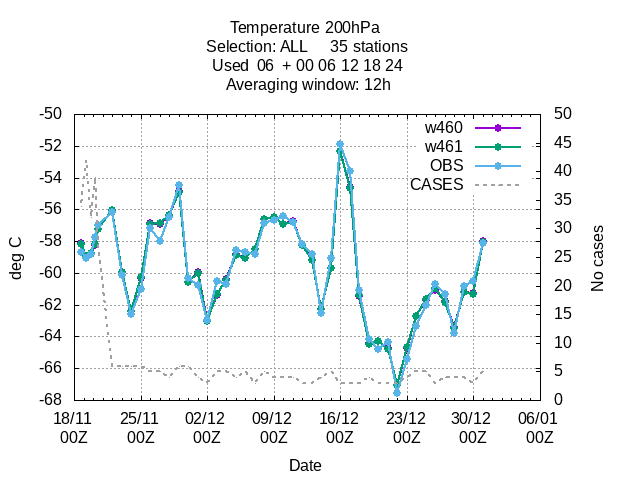 Temperature 200hPa
Selection: ALL     35 stations
Used  06  + 00 06 12 18 24
Averaging window: 12h
-50
-52
-54
-56
-58
-60
-62
-64
-66
-68
deg C
w460
w461
OBS
CASES
50
45
40
35
30
25
20
15
10
5
0
No cases
18/11 25/11 02/12 09/12 16/12 23/12 30/12 06/01
00Z 00Z 00Z 00Z 00Z 00Z 00Z 00Z
Date